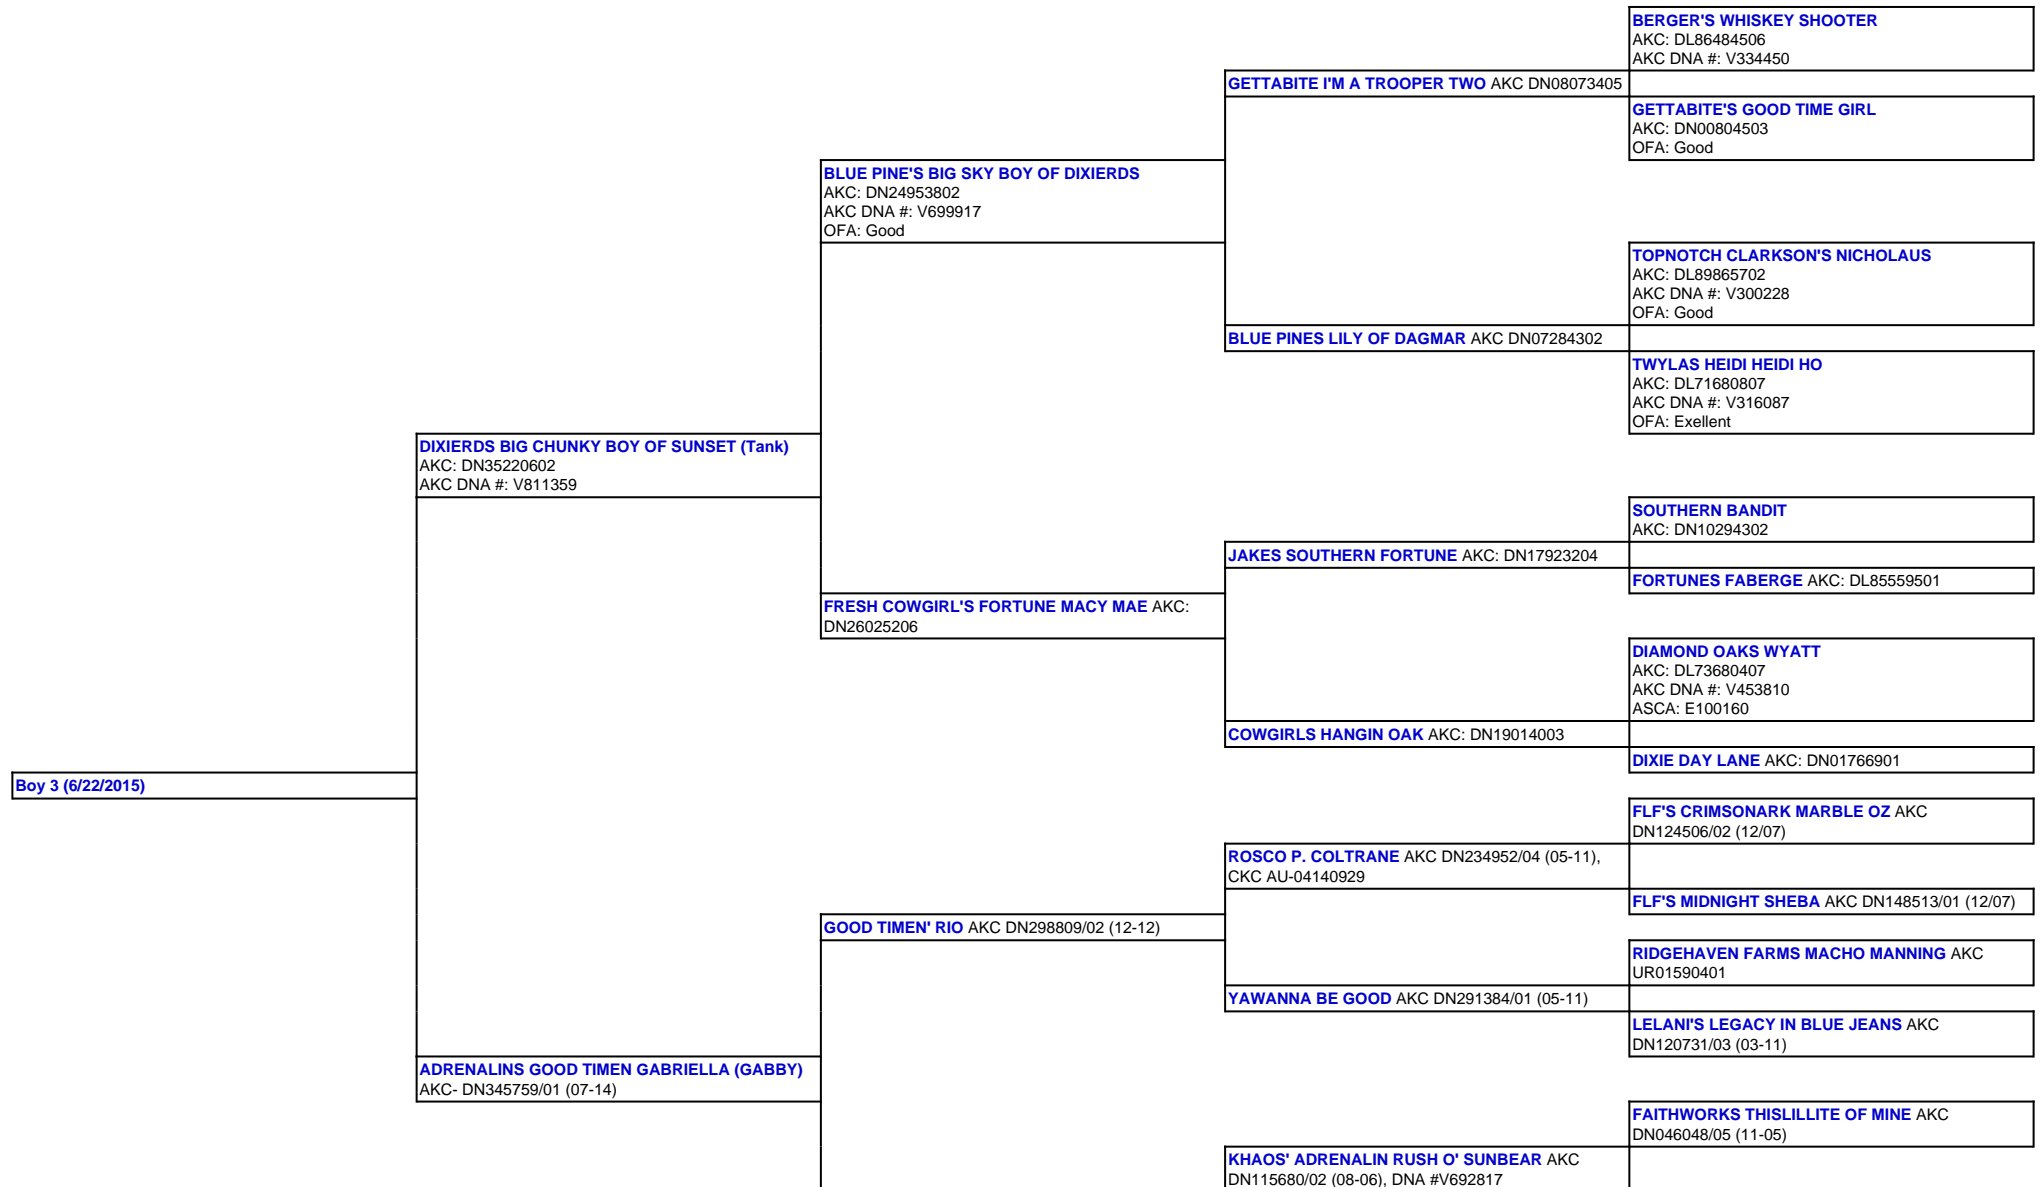 BERGER'S WHISKEY SHOOTER
AKC: DL86484506
AKC DNA #: V334450
GETTABITE I'M A TROOPER TWO AKC DN08073405
GETTABITE'S GOOD TIME GIRL
AKC: DN00804503
OFA: Good
BLUE PINE'S BIG SKY BOY OF DIXIERDS
AKC: DN24953802
AKC DNA #: V699917
OFA: Good
TOPNOTCH CLARKSON'S NICHOLAUS
AKC: DL89865702
AKC DNA #: V300228
OFA: Good
BLUE PINES LILY OF DAGMAR AKC DN07284302
TWYLAS HEIDI HEIDI HO
AKC: DL71680807
AKC DNA #: V316087
OFA: Exellent
DIXIERDS BIG CHUNKY BOY OF SUNSET (Tank)
AKC: DN35220602
AKC DNA #: V811359
SOUTHERN BANDIT
AKC: DN10294302
JAKES SOUTHERN FORTUNE AKC: DN17923204
FORTUNES FABERGE AKC: DL85559501
FRESH COWGIRL'S FORTUNE MACY MAE AKC:
DN26025206
DIAMOND OAKS WYATT
AKC: DL73680407
AKC DNA #: V453810
ASCA: E100160
COWGIRLS HANGIN OAK AKC: DN19014003
DIXIE DAY LANE AKC: DN01766901
Boy 3 (6/22/2015)
FLF'S CRIMSONARK MARBLE OZ AKC
DN124506/02 (12/07)
ROSCO P. COLTRANE AKC DN234952/04 (05-11),
CKC AU-04140929
FLF'S MIDNIGHT SHEBA AKC DN148513/01 (12/07)
GOOD TIMEN' RIO AKC DN298809/02 (12-12)
RIDGEHAVEN FARMS MACHO MANNING AKC
UR01590401
YAWANNA BE GOOD AKC DN291384/01 (05-11)
LELANI'S LEGACY IN BLUE JEANS AKC
DN120731/03 (03-11)
ADRENALINS GOOD TIMEN GABRIELLA (GABBY)
AKC- DN345759/01 (07-14)
FAITHWORKS THISLILLITE OF MINE AKC
DN046048/05 (11-05)
KHAOS' ADRENALIN RUSH O' SUNBEAR AKC
DN115680/02 (08-06), DNA #V692817